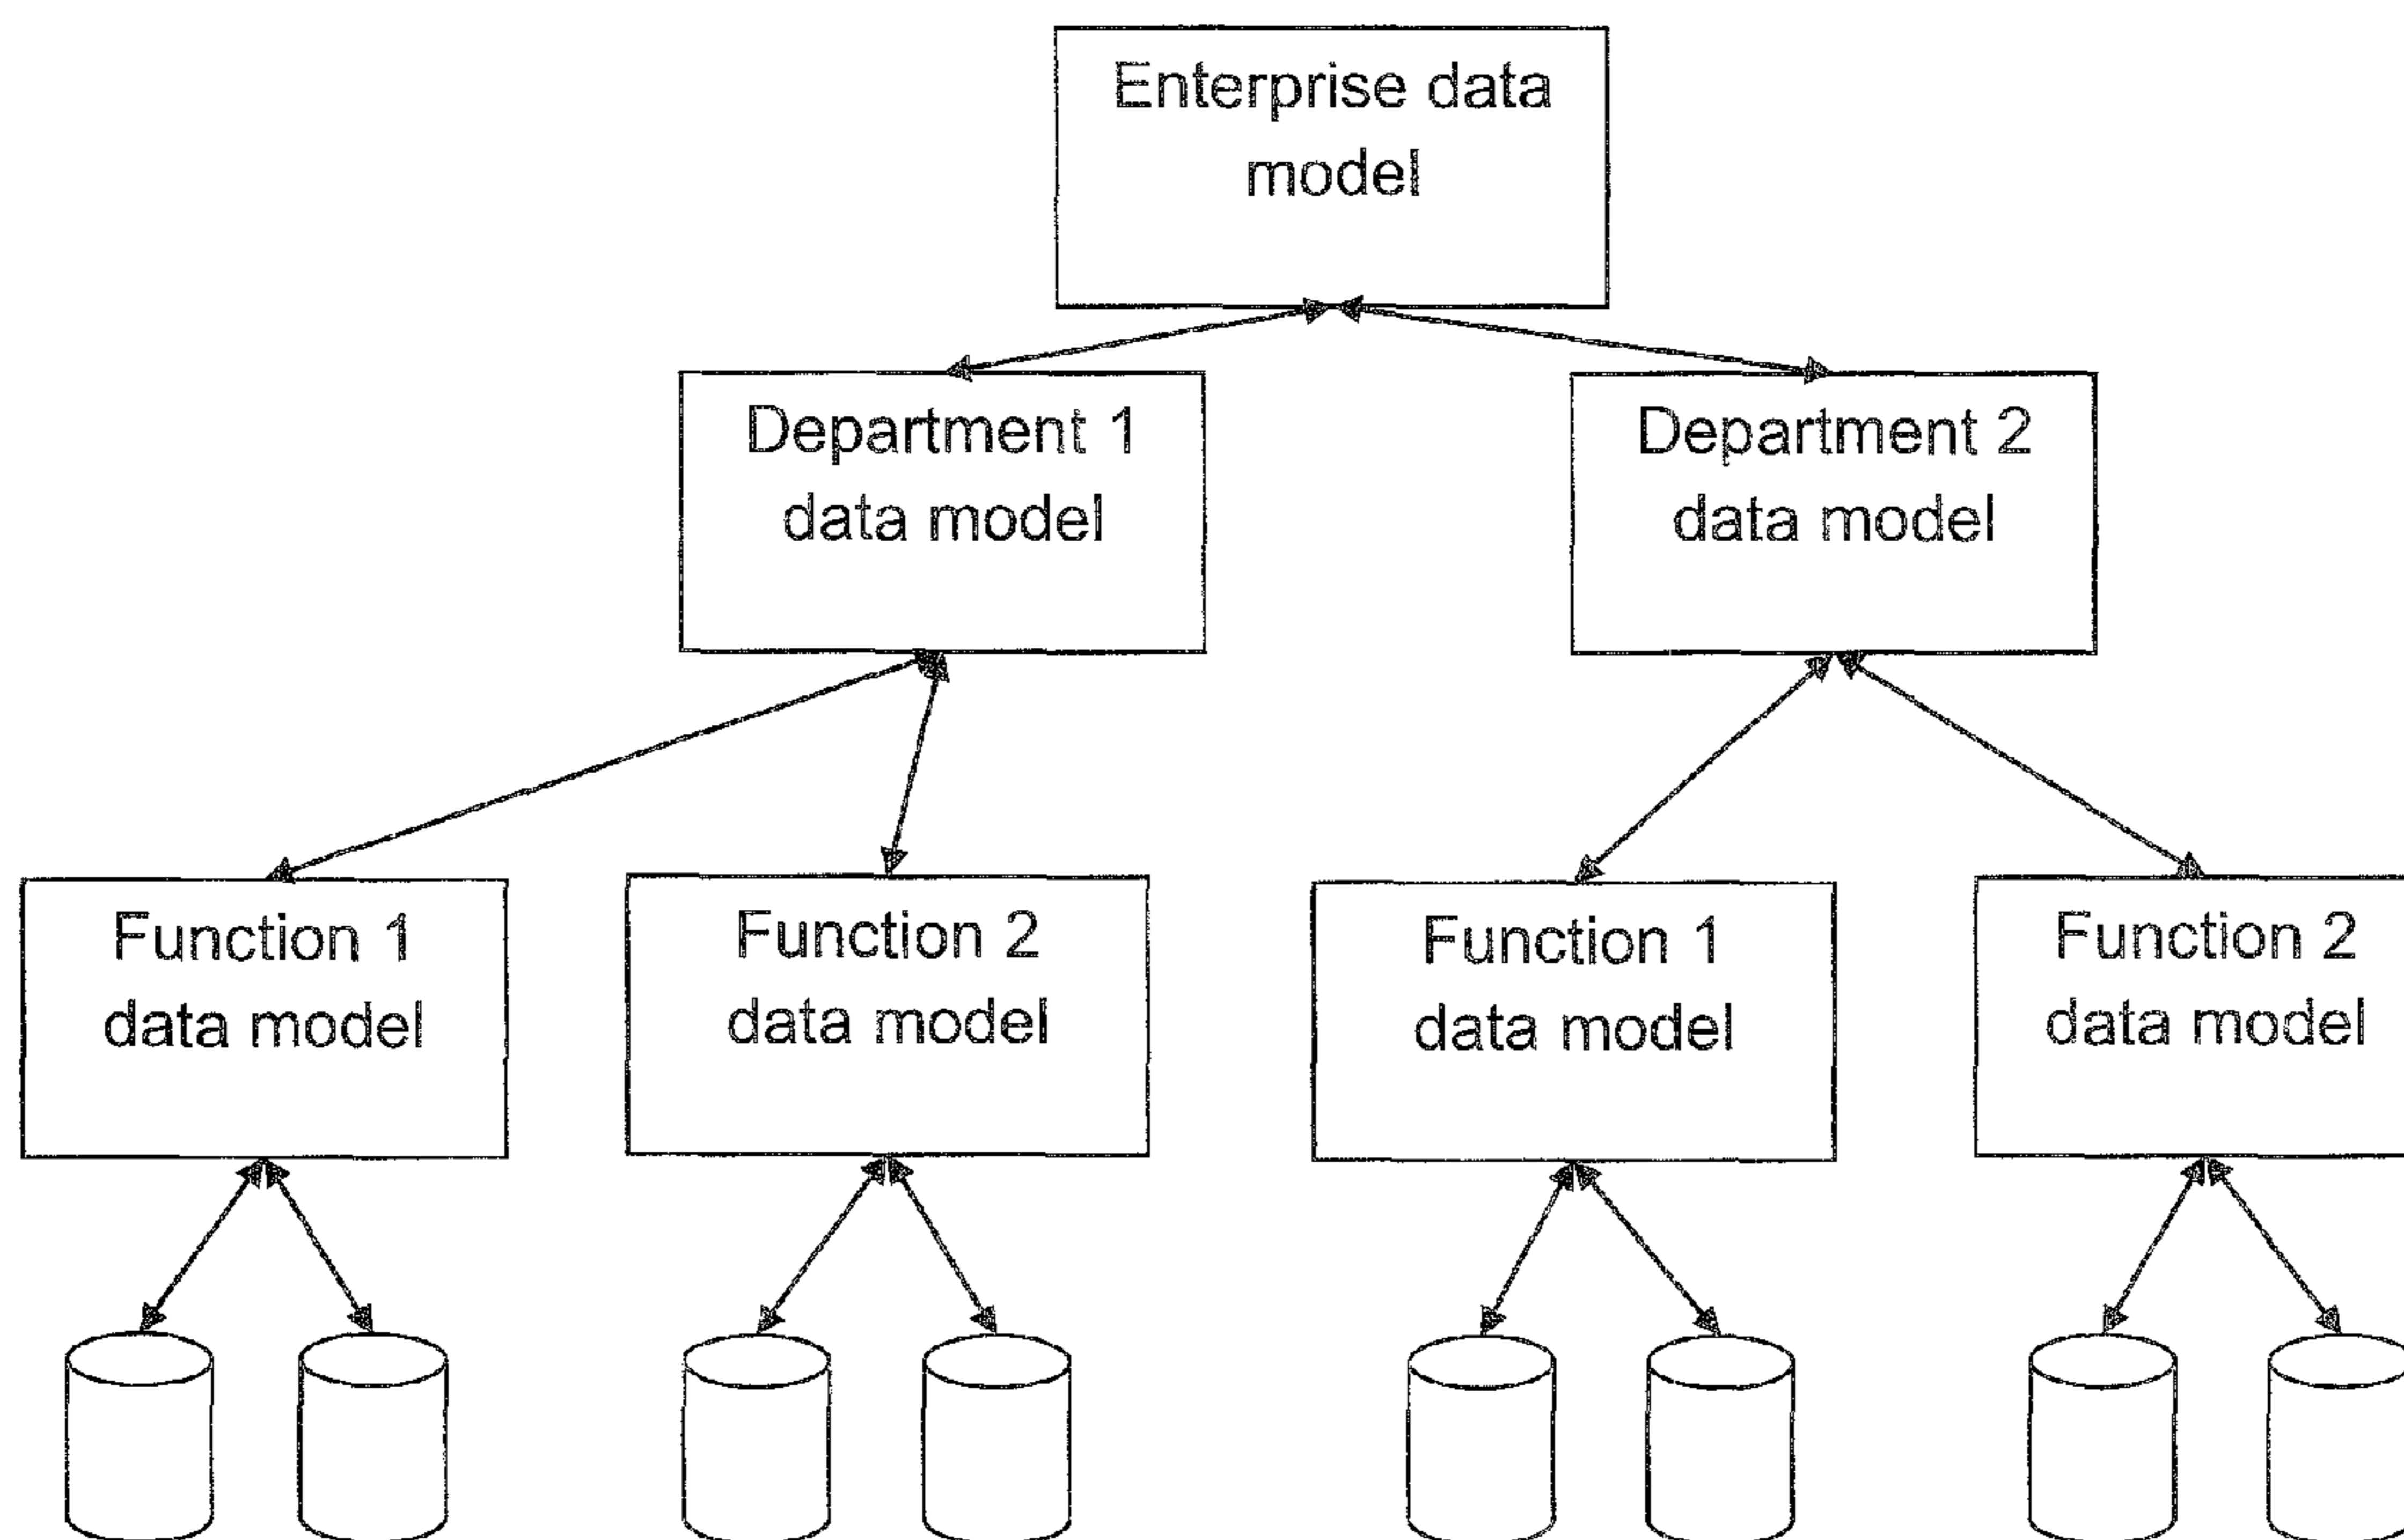 Enterprise data
model
Department 1
data model
Department 2
data model
Function 1
data model
Function 2
data model
Function 1
data model
Function 2
data model